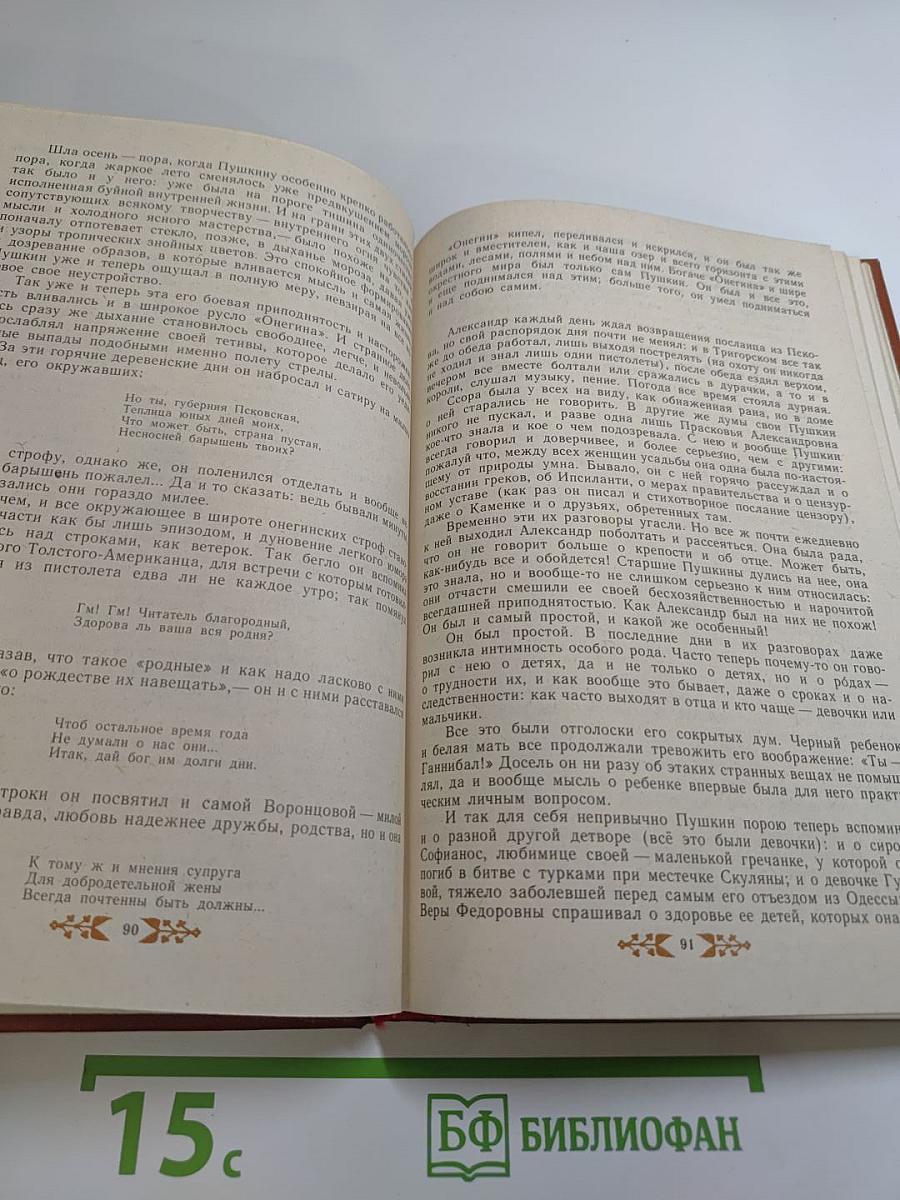 Шла осень — пора, когда Пушкину особенно крепко
пора, когда жаркое лето сменялось уже предвкушением
так было и у него: уже была на пороге тишина
исполненная буйной внутренней жизни. И на грани этих двух
сопутствующих всякому творчеству — внутреннего
мысли и холодного ясного мастерства,— было похоже
поначалу отпотевает стекло, позже, в дыханье мороза, давая
и узоры тропических знойных цветов. Это спокойное
дозревание образов, в которые вливается мысль, и самая
Пушкин уже и теперь ощущал в полную меру, невзирая на все
свое неустройство.
Так уже и теперь эта его боевая приподнятость и
вливались и в широкое русло «Онегина». И странное
сразу же дыхание становилось свободнее, легче, и
ослаблял напряжение своей тетивы, которое делало его
выпады подобными именно полету стрелы.
За эти горячие деревенские дни он набросал и сатиру на
его окружавших:
Но ты, губерния Псковская,
Теплица юных дней моих,
Что может быть, страна пустая,
Несносней барышень твоих?
строфу, однако же, он поленился отделать и вообще
барышень пожалел... Да и то сказать: ведь бывали минуты
они гораздо милее.
чем, и все окружающее в широте онегинских строф
части как бы лишь эпизодом, и дуновение легкого
над строками, как ветерок. Так бегло он
Толстого-Американца, для встречи с которым
из пистолета едва ли не каждое утро; так
Гм! Гм! Читатель благородный,
Здорова ль ваша вся родня?
что такое «родные» и как надо ласково с ними
«о рождестве их навещать»,— он и с ними расставался
Чтоб остальное время года
Не думали о нас они...
Итак, дай бог им долги дни.
он посвятил и самой Воронцовой — милой
любовь надежнее дружбы, родства, но и она
К тому ж и мнения супруга
Для добродетельной жены
Всегда почтенны быть должны...
90
«Онегин» кипел, переливался и искрился, и он был так же
широк и вместителен, как и чаша озер и всего горизонта с этими
водами, лесами, полями и небом над ним. Богаче «Онегина» и шире
окрестного мира был только сам Пушкин. Он был и все это,
и еще поднимался над этим; больше того, он умел подниматься
и над собою самим.
Александр каждый день ждал возвращения посланца из Пско-
ва, но свой распорядок дня почти не менял: и в Тригорском все так
же до обеда работал, лишь выходя пострелять (на охоту он никогда
не ходил и знал лишь одни пистолеты), после обеда ездил верхом,
вечером все вместе болтали или сражались в дурачки, а то и в
короли, слушал музыку, пение. Погода все время стояла дурная.
Ссора была у всех на виду, как обнаженная рана, но в доме
о ней старались не говорить. В другие же думы свои Пушкин
никого не пускал, и разве одна лишь Прасковья Александровна
кое-что знала и кое о чем подозревала. С нею и вообще Пушкин
всегда говорил и доверчивее, и более серьезно, чем с другими:
пожалуй что, между всех женщин усадьбы она одна была по-настоя-
щему от природы умна. Бывало, он с ней горячо рассуждал и о
восстании греков, об Ипсиланти, о мерах правительства и о цензур-
ном уставе (как раз он писал и стихотворное послание цензору),
даже о Каменке и о друзьях, обретенных там.
Временно эти их разговоры угасли. Но все ж почти ежедневно
к ней выходил Александр поболтать и рассеяться. Она была рада,
что он не говорит больше о крепости и об отце. Может быть,
как-нибудь все и обойдется! Старшие Пушкины дулись на нее, она
это знала, но и вообще-то не слишком серьезно к ним относилась:
они отчасти смешили ее своей бесхозяйственностью и нарочитой
всегдашней приподнятостью. Как Александр был на них не похож!
Он был и самый простой, и какой же особенный!
Он был простой. В последние дни в их разговорах даже
возникла интимность особого рода. Часто теперь почему-то он гово-
рил с нею о детях, да и не только о детях, но и о ро́дах —
о трудности их, и как вообще это бывает, даже о сроках и о на-
следственности: как часто выходят в отца и кто чаще — девочки или
мальчики.
Все это были отголоски его сокрытых дум. Черный ребенок
и белая мать все продолжали тревожить его воображение: «Ты —
Ганнибал!» Досель он ни разу об этаких странных вещах не помыш
лял, да и вообще мысль о ребенке впервые была для него практ
ческим личным вопросом.
И так для себя непривычно Пушкин порою теперь вспомин
и о разной другой детворе (всё это были девочки): и о сиро
Софианос, любимице своей — маленькой гречанке, у которой о
погиб в битве с турками при местечке Скуляны; и о девочке Гу
вой, тяжело заболевшей перед самым его отъездом из Одессы
Веры Федоровны спрашивал о здоровье ее детей, которых она
91
15с
БФ БИБЛИОФАН